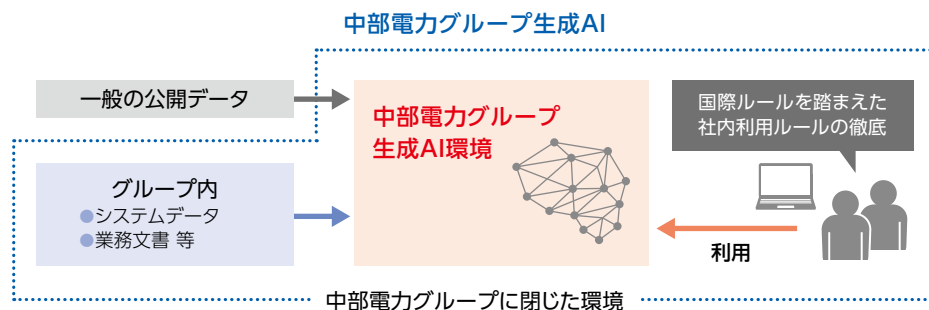 中部電力グループ生成AI
一般の公開データ
中部電力グループ
生成AI環境
国際ルールを踏まえた
社内利用ルールの徹底
グループ内
●システムデータ
●業務文書 等
利用
中部電力グループに閉じた環境